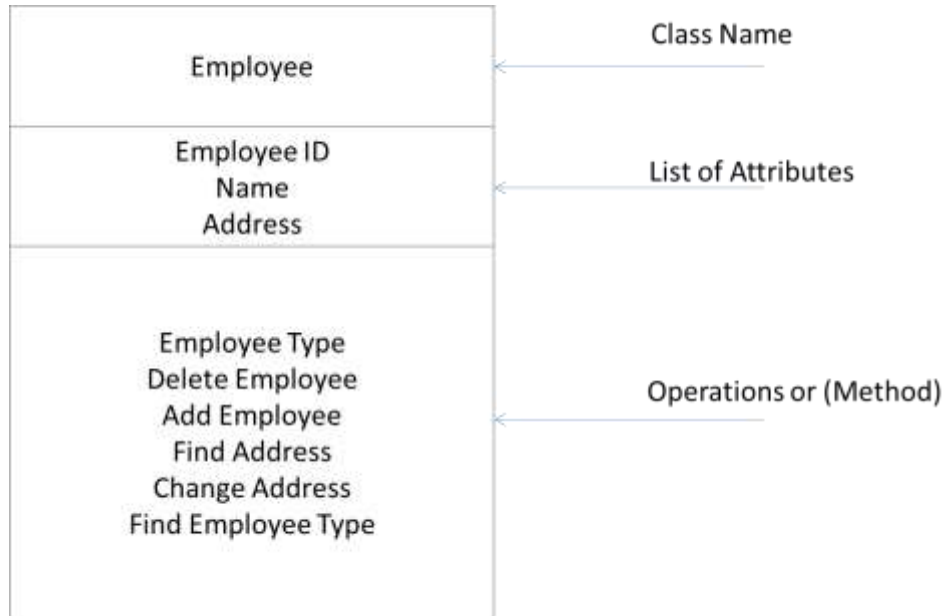 Employee
Class Name
Employee ID
Name
Address
List of Attributes
Employee Type
Delete Employee
Add Employee
Find Address
Change Address
Find Employee Type
Operations or (Method)